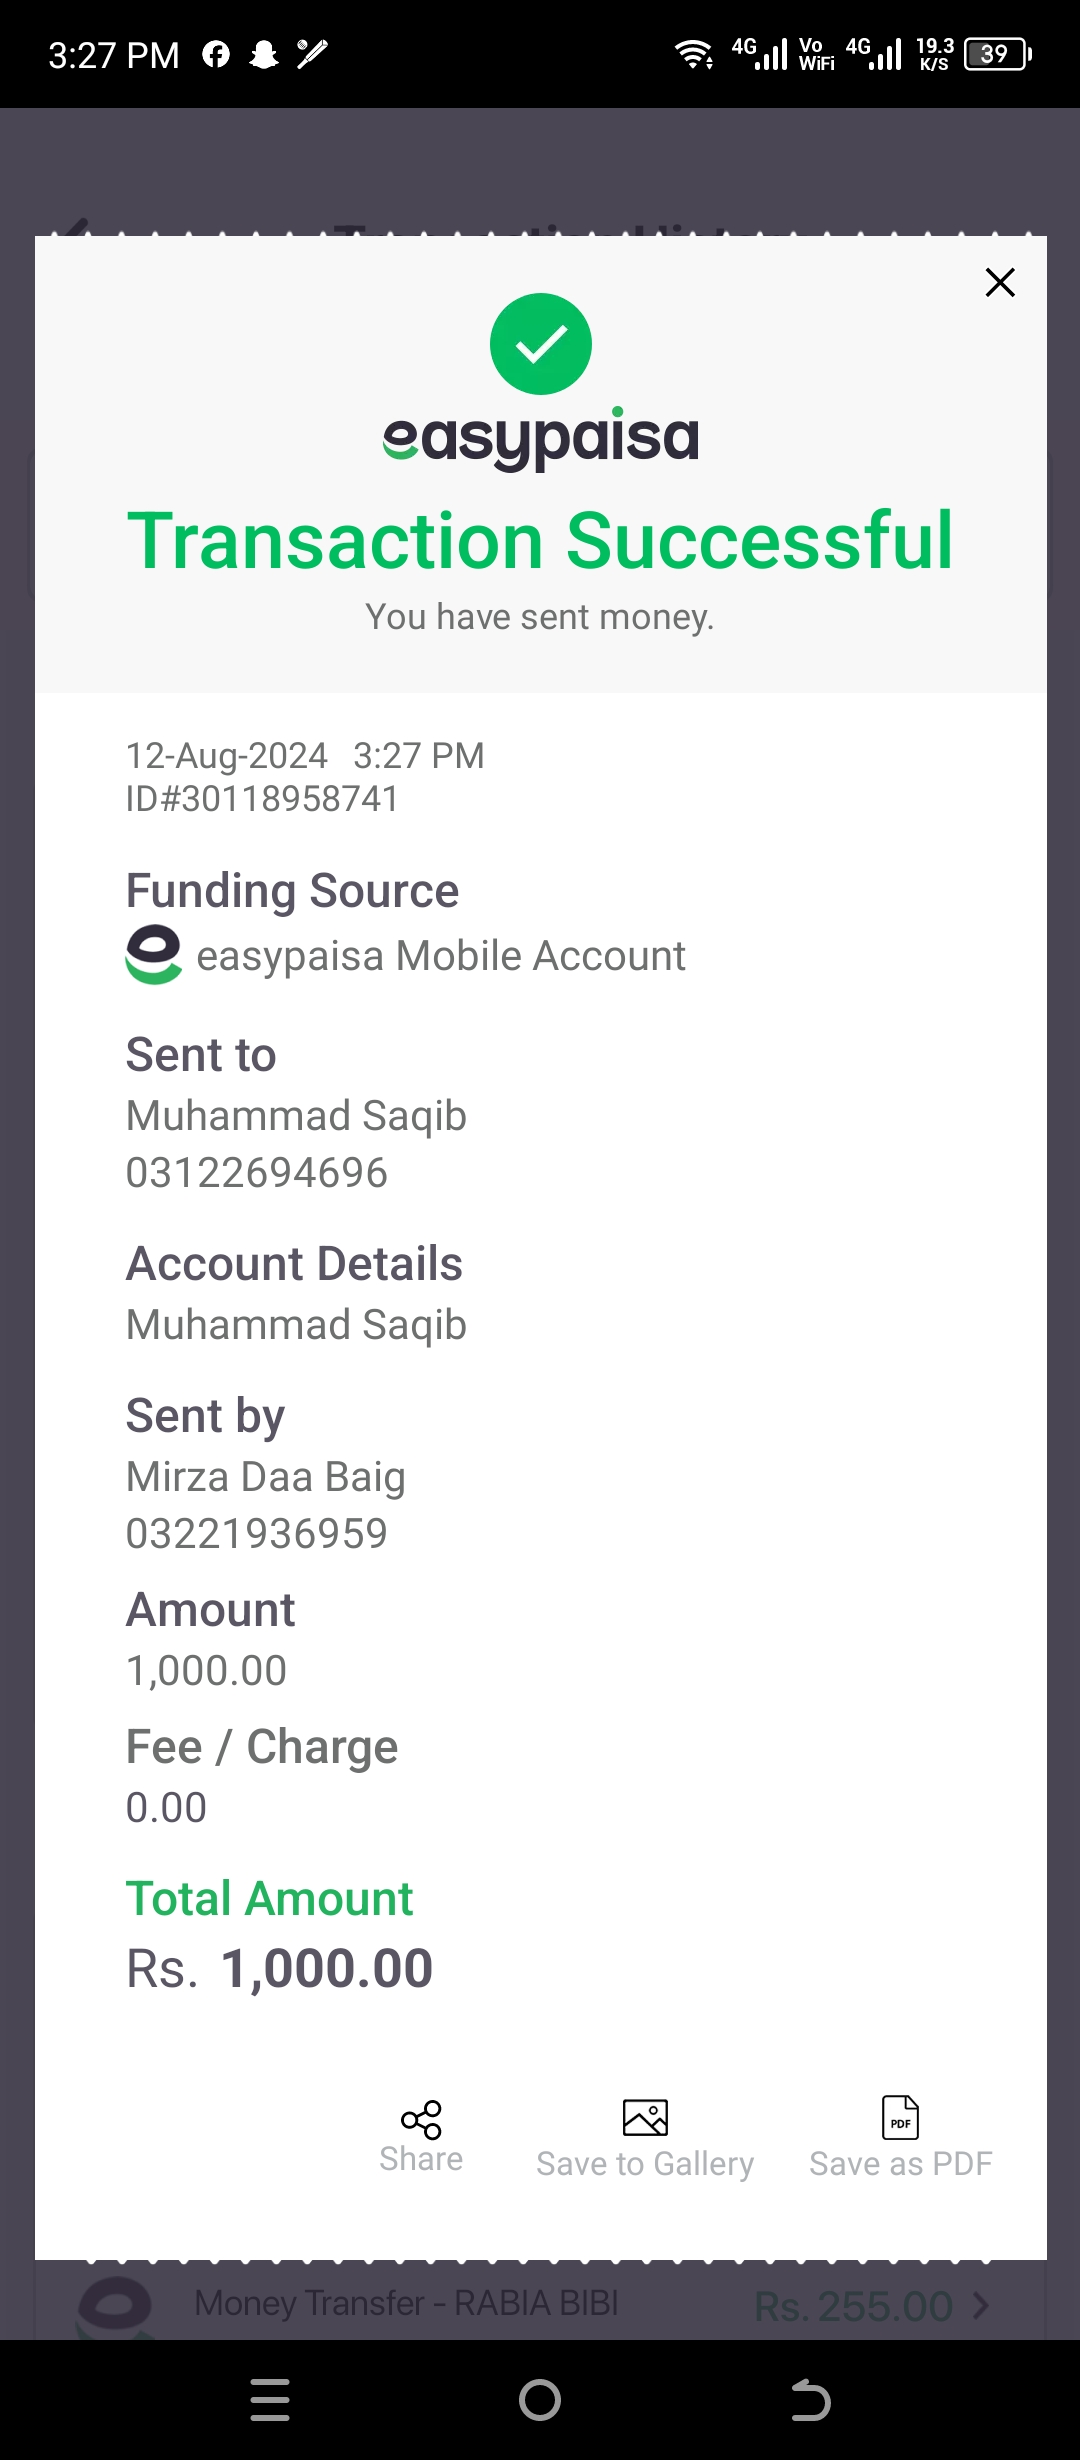 3:27 PM 4G Vo WiFi 4G 19.3 K/S 39
easypaisa
Transaction Successful
You have sent money.
12-Aug-2024 3:27 PM
ID#30118958741
Funding Source
easypaisa Mobile Account
Sent to
Muhammad Saqib
03122694696
Account Details
Muhammad Saqib
Sent by
Mirza Daa Baig
03221936959
Amount
1,000.00
Fee / Charge
0.00
Total Amount
Rs. 1,000.00
Share Save to Gallery PDF Save as PDF
Money Transfer - RABIA BIBI Rs. 255.00